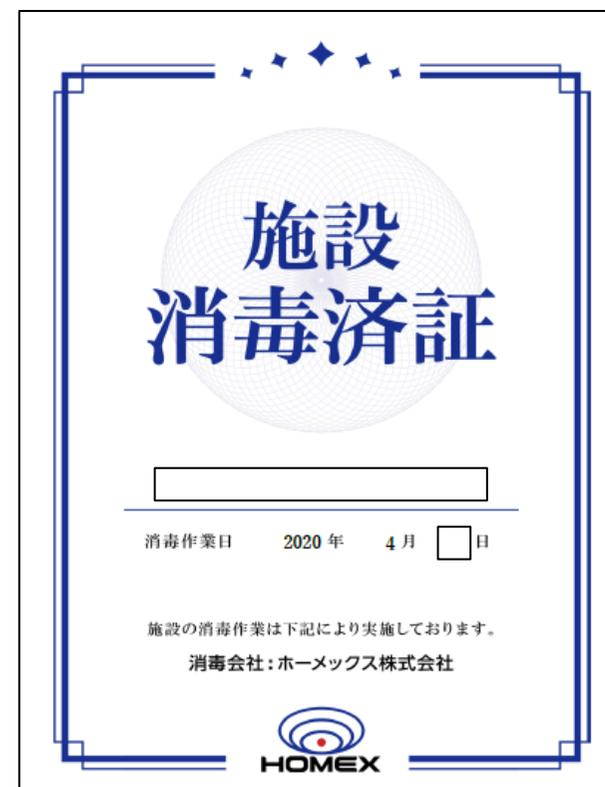 施設
消毒済証
消毒作業日 2020 年 4 月 日
施設の消毒作業は下記により実施しております。
消毒会社：ホーメックス株式会社
HOMEX